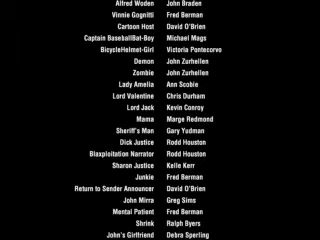 Alfred Woden John Braden
Vinnie Gognitti Fred Berman
Cartoon Host David O'Brien
Captain BaseballBat-Boy Michael Mags
BicycleHelmet-Girl Victoria Pontecorvo
Demon John Zurhellen
Zombie John Zurhellen
Lady Amelia Ann Scobie
Lord Valentine Chris Durham
Lord Jack Kevin Conroy
Mama Marge Redmond
Sheriff's Man Gary Yudman
Dick Justice Rodd Houston
Blaxploitation Narrator Rodd Houston
Sharon Justice Kelle Kerr
Junkie Fred Berman
Return to Sender Announcer David O'Brien
John Mirra Greg Sims
Mental Patient Fred Berman
Shrink Ralph Byers
John's Girlfriend Debra Sperling